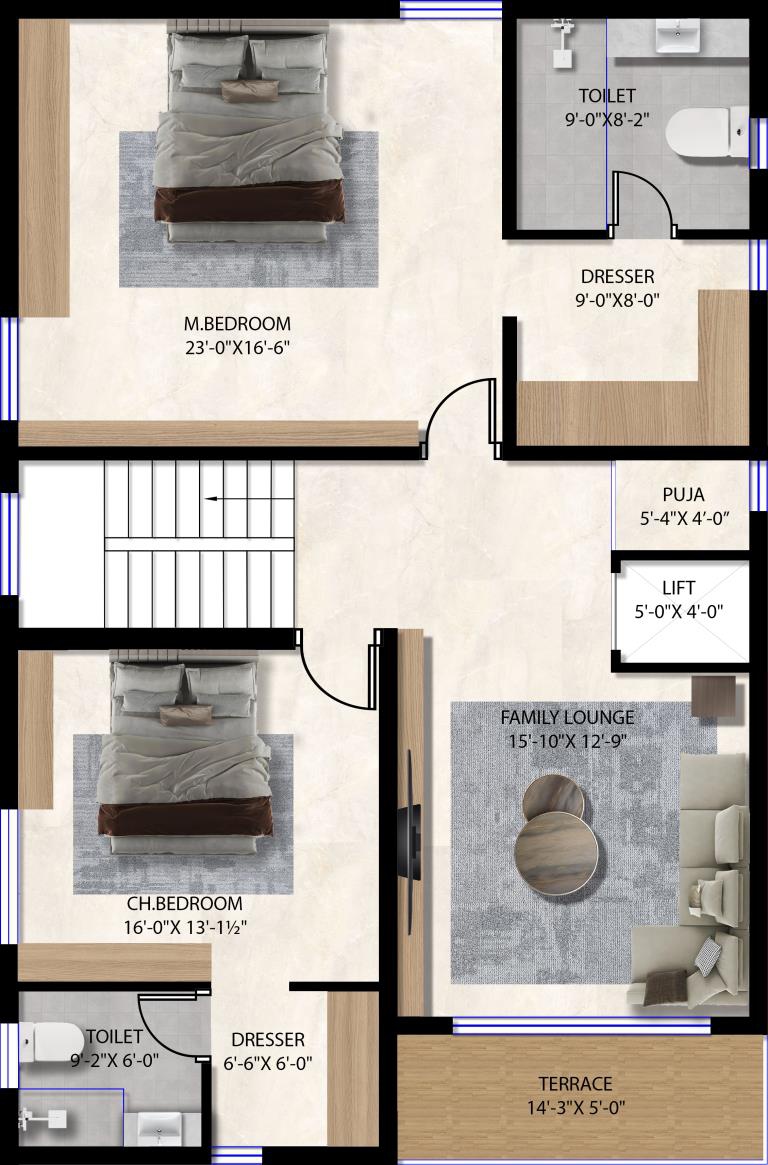 TOILET
9'-0"X8'-2"
DRESSER
9'-0"X8'-0"
M.BEDROOM
23'-0"X16'-6"
PUJA
5'-4"X 4’-0”
LIFT
5'-0"X 4'-0"
FAMILY LOUNGE
15'-10"X 12'-9"
CH.BEDROOM
16'-0"X 13'-1½"
TOILET
9'-2"X 6'-0"
DRESSER
6'-6"X 6'-0"
TERRACE
14'-3"X 5'-0"